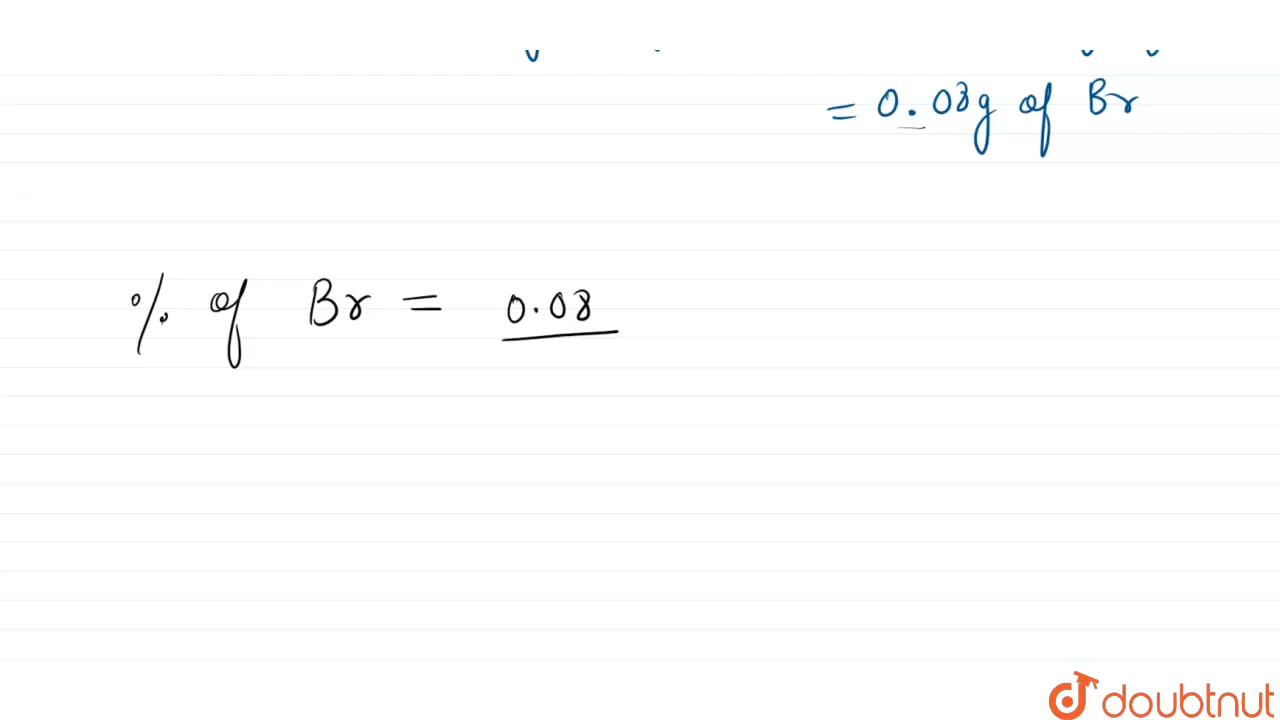 = 0.08g of Br
% of Br = 0.08
doubtnut